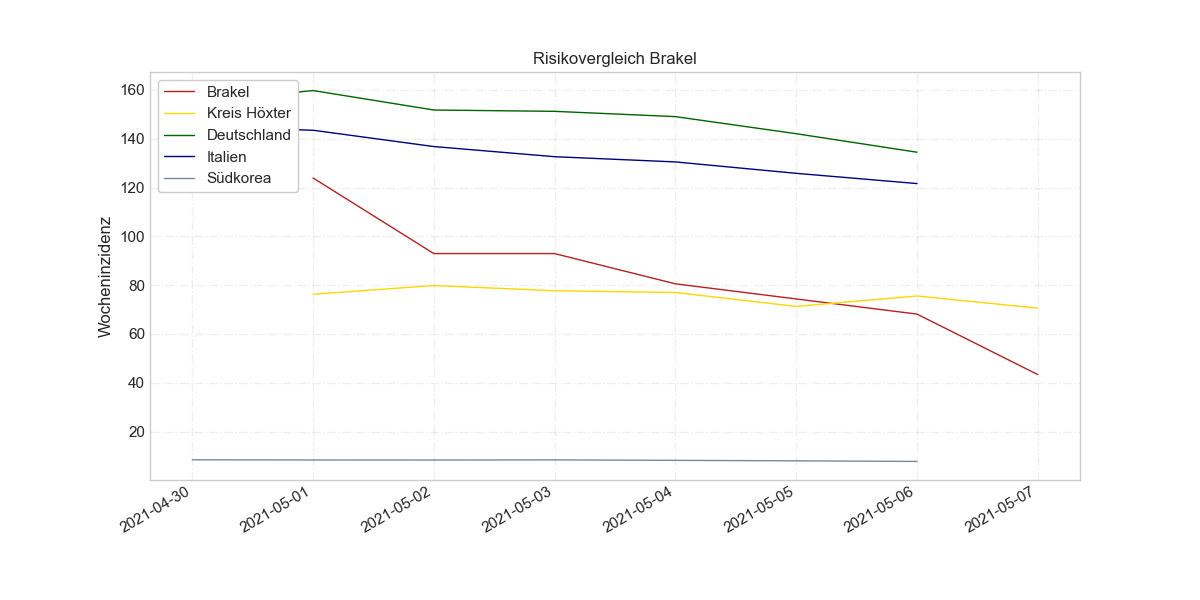 Risikovergleich Brakel
Brakel
Kreis Höxter
Deutschland
Italien
Südkorea
Wocheninzidenz
160
140
120
100
80
60
40
20
2021-04-30
2021-05-01
2021-05-02
2021-05-03
2021-05-04
2021-05-05
2021-05-06
2021-05-07